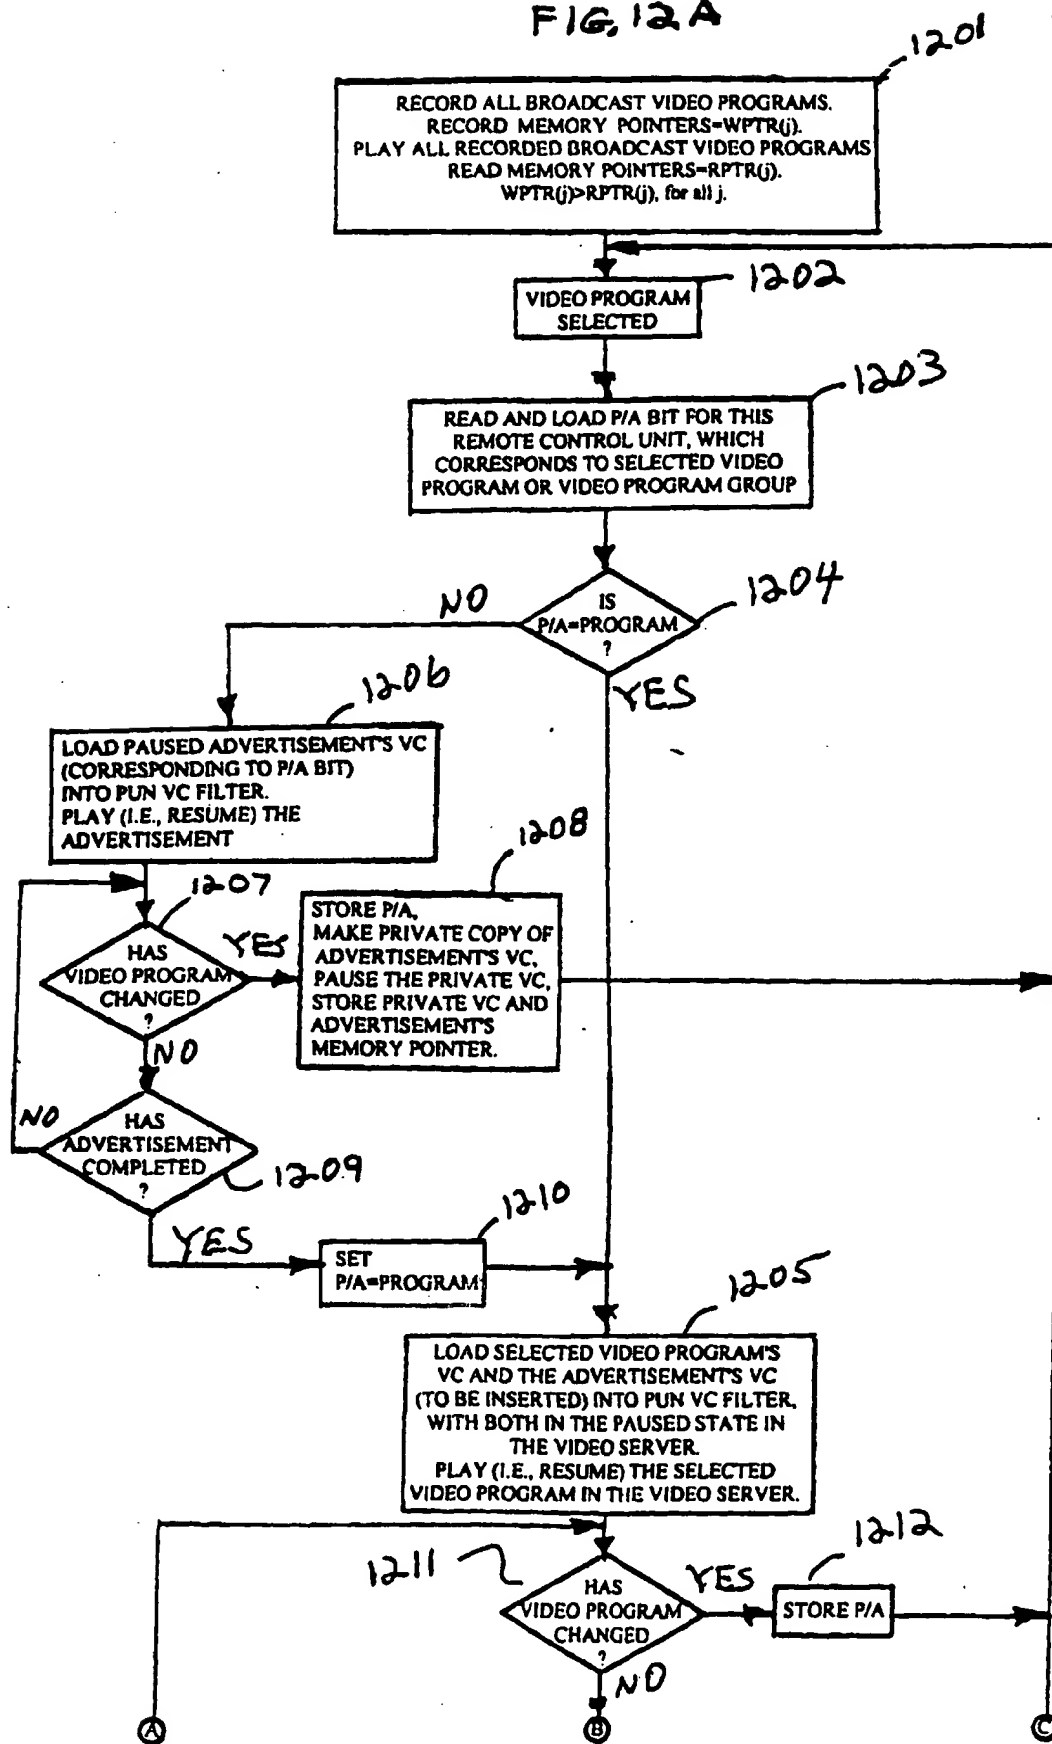 FIG. 12A
1201
RECORD ALL BROADCAST VIDEO PROGRAMS.
RECORD MEMORY POINTERS=WPTR(j).
PLAY ALL RECORDED BROADCAST VIDEO PROGRAMS
READ MEMORY POINTERS=RPTR(j).
WPTR(j)>RPTR(j), for all j.
1202
VIDEO PROGRAM
SELECTED
1203
READ AND LOAD P/A BIT FOR THIS
REMOTE CONTROL UNIT, WHICH
CORRESPONDS TO SELECTED VIDEO
PROGRAM OR VIDEO PROGRAM GROUP
1204
IS
P/A=PROGRAM
?
NO
YES
1206
LOAD PAUSED ADVERTISEMENT'S VC
(CORRESPONDING TO P/A BIT)
INTO PUN VC FILTER.
PLAY (I.E., RESUME) THE
ADVERTISEMENT
1207
HAS
VIDEO PROGRAM
CHANGED
?
YES
NO
1208
STORE P/A,
MAKE PRIVATE COPY OF
ADVERTISEMENT'S VC,
PAUSE THE PRIVATE VC,
STORE PRIVATE VC AND
ADVERTISEMENT'S
MEMORY POINTER.
NO
HAS
ADVERTISEMENT
COMPLETED
?
1209
YES
1210
SET
P/A=PROGRAM
1205
LOAD SELECTED VIDEO PROGRAM'S
VC AND THE ADVERTISEMENT'S VC
(TO BE INSERTED) INTO PUN VC FILTER,
WITH BOTH IN THE PAUSED STATE IN
THE VIDEO SERVER.
PLAY (I.E., RESUME) THE SELECTED
VIDEO PROGRAM IN THE VIDEO SERVER.
1211
HAS
VIDEO PROGRAM
CHANGED
?
YES
1212
STORE P/A
NO
A
B
C